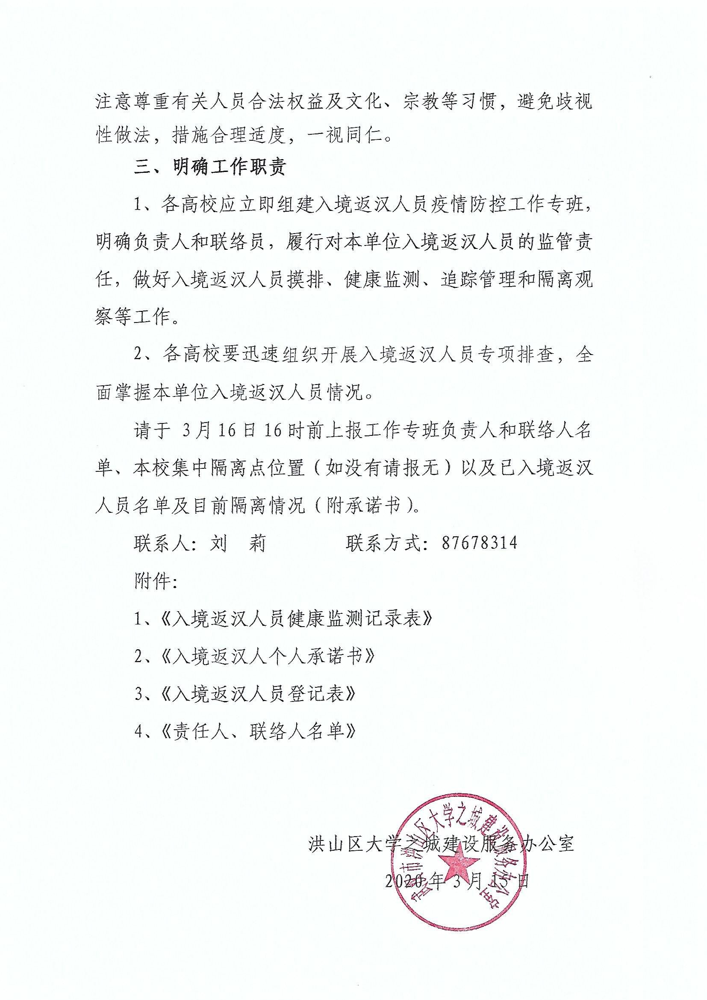 注意尊重有关人员合法权益及文化、宗教等习惯，避免歧视
性做法，措施合理适度，一视同仁。
三、明确工作职责
1、各高校应立即组建入境返汉人员疫情防控工作专班，
明确负责人和联络员，履行对本单位入境返汉人员的监管责
任，做好入境返汉人员摸排、健康监测、追踪管理和隔离观
察等工作。
2、各高校要迅速组织开展入境返汉人员专项排查，全
面掌握本单位入境返汉人员情况。
请于 3月16日16时前上报工作专班负责人和联络人名
单、本校集中隔离点位置（如没有请报无）以及已入境返汉
人员名单及目前隔离情况（附承诺书）。
联系人：刘　莉　　　　联系方式：87678314
附件：
1、《入境返汉人员健康监测记录表》
2、《入境返汉人个人承诺书》
3、《入境返汉人员登记表》
4、《责任人、联络人名单》
洪山区大学之城建设服务办公室
2020年3月15日
武汉市洪山区大学之城建设服务办公室